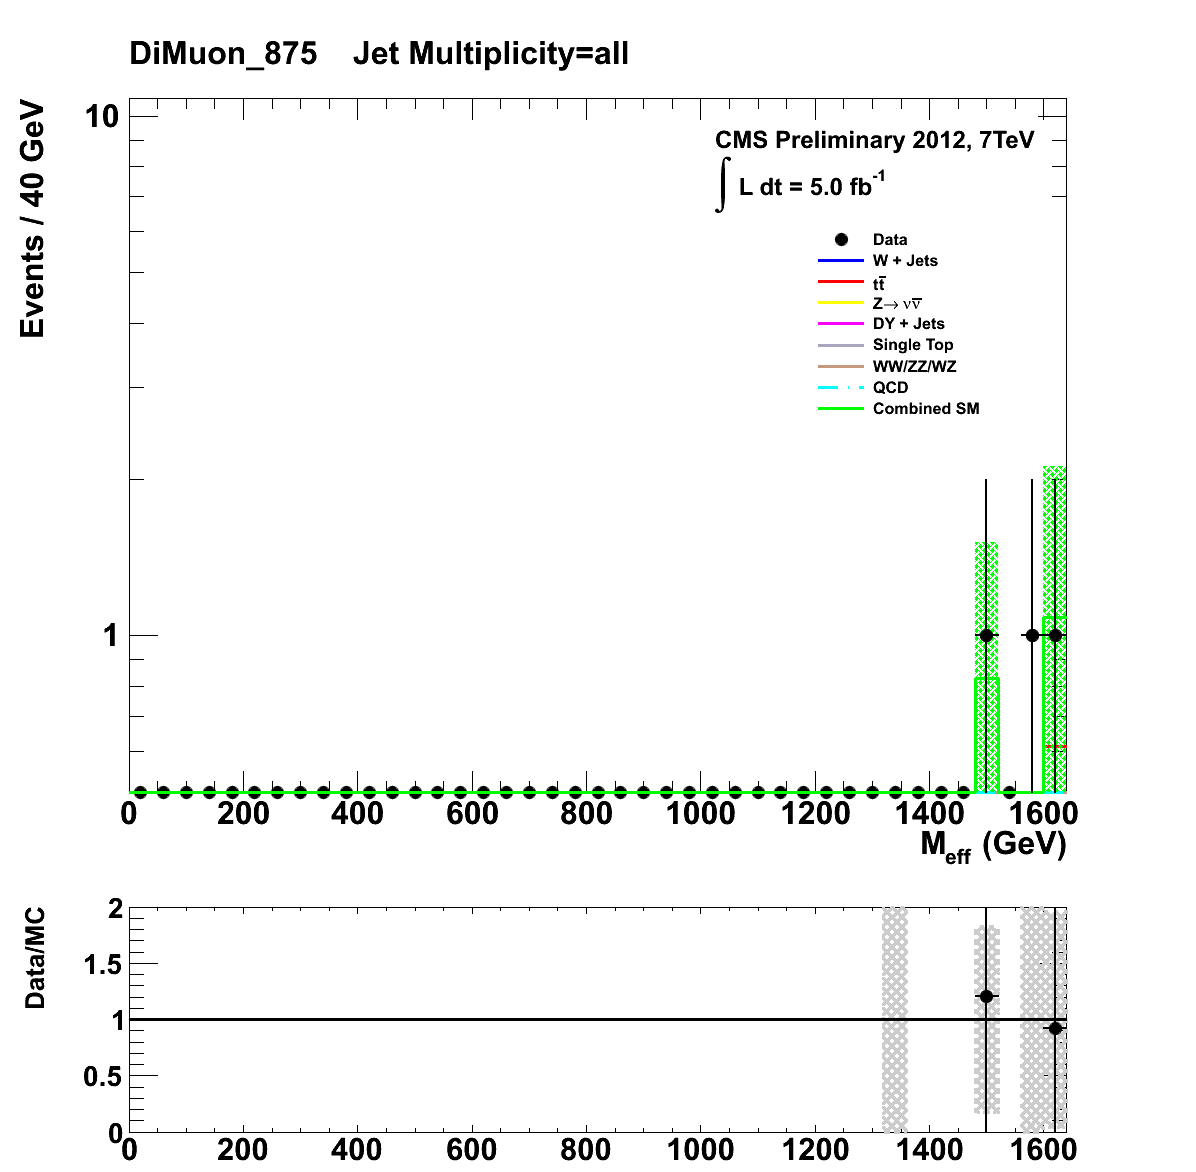 DiMuon_875 Jet Multiplicity=all
Events / 40 GeV
10
1
CMS Preliminary 2012, 7TeV
∫ L dt = 5.0 fb⁻¹
Data
W + Jets
tt̅
Z→ νν̅
DY + Jets
Single Top
WW/ZZ/WZ
QCD
Combined SM
0 200 400 600 800 1000 1200 1400 1600
M_eff (GeV)
Data/MC
2
1.5
1
0.5
0
0 200 400 600 800 1000 1200 1400 1600